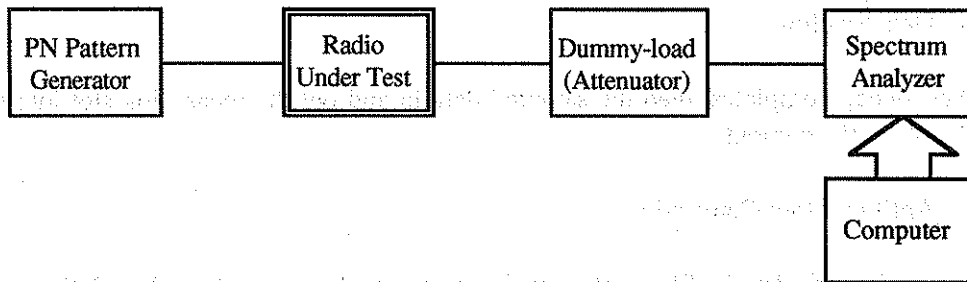 PN Pattern
Generator
Radio
Under Test
Dummy-load
(Attenuator)
Spectrum
Analyzer
Computer